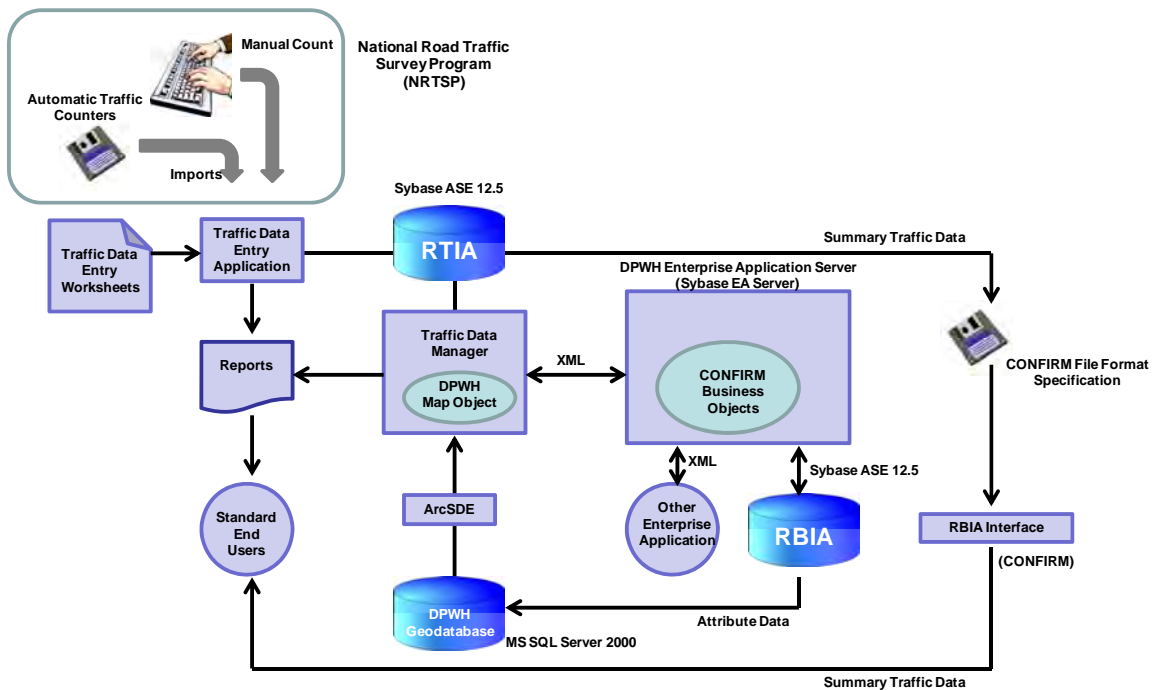 Manual Count
National Road Traffic
Survey Program
(NRTSP)
Automatic Traffic
Counters
Imports
Sybase ASE 12.5
RTIA
Traffic Data
Entry
Worksheets
Traffic Data
Entry
Application
Summary Traffic Data
DPWH Enterprise Application Server
(Sybase EA Server)
Reports
Traffic Data
Manager
DPWH
Map Object
XML
CONFIRM
Business
Objects
CONFIRM File Format
Specification
XML
Sybase ASE 12.5
Standard
End
Users
ArcSDE
Other
Enterprise
Application
RBIA
RBIA Interface
(CONFIRM)
DPWH
Geodatabase
MS SQL Server 2000
Attribute Data
Summary Traffic Data